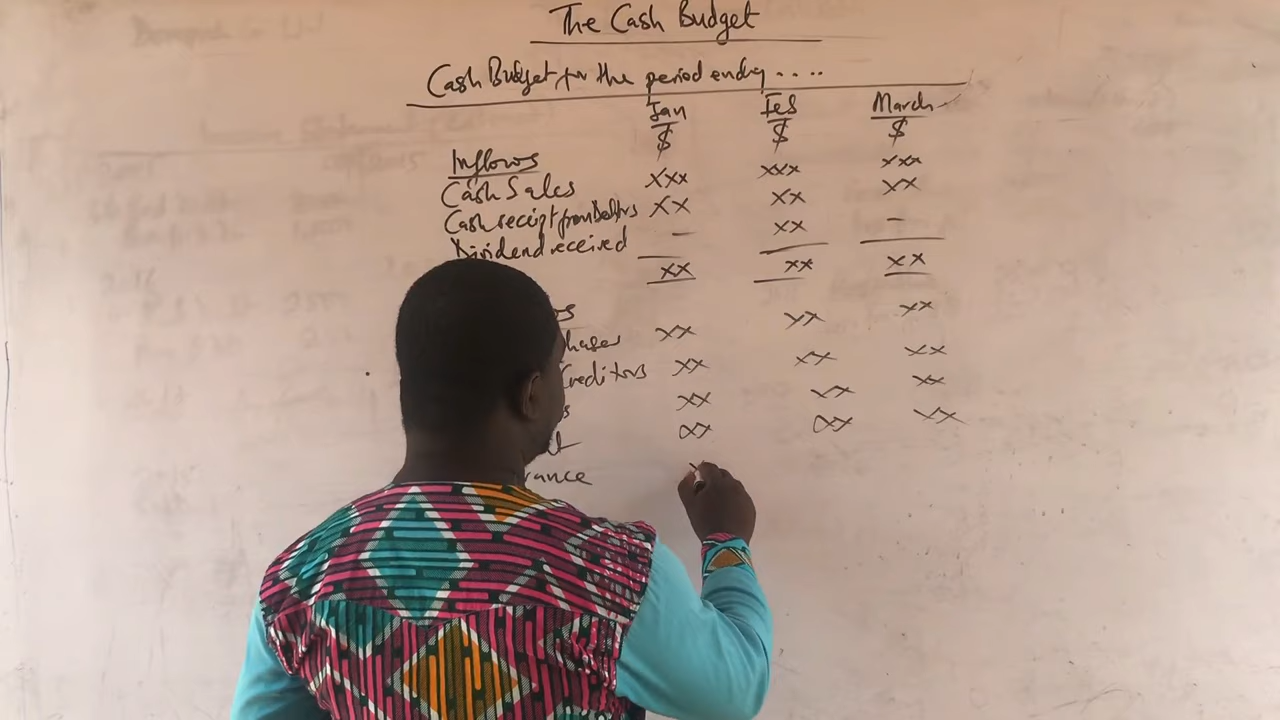 The Cash Budget
Cash Budget for the period ending ....
Jan Feb March
$ $ $
Inflows
Cash Sales xxx xxx xxx
Cash receipt from Debtors xx xx xx
Dividend received - xx -
xx xx xx
xx xx xx
xx xx xx
Creditors xx xx xx
xx xx xx